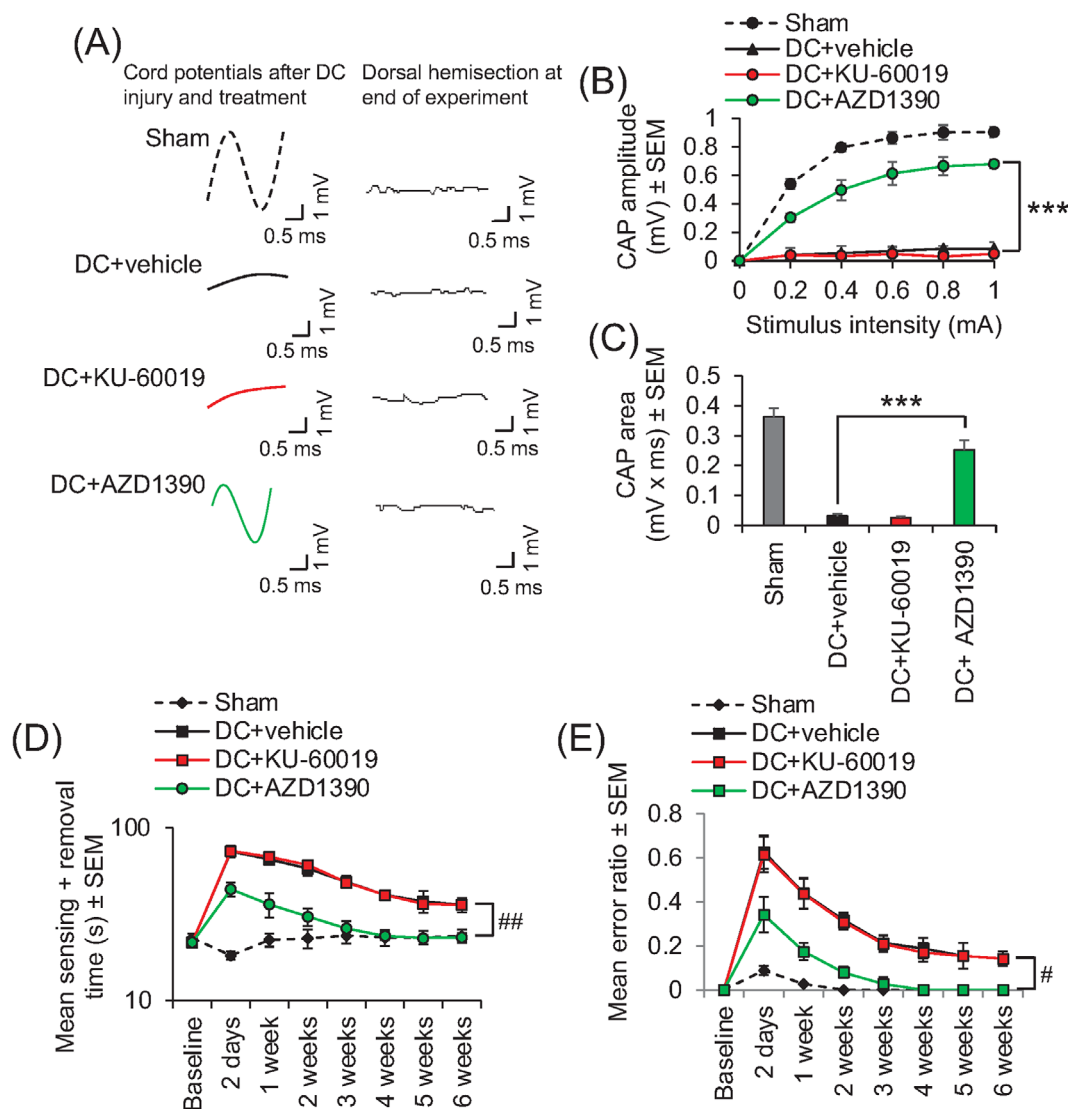 (A)
Cord potentials after DC
injury and treatment
Dorsal hemisection at
end of experiment
Sham
1 mV
0.5 ms
1 mV
0.5 ms
DC+vehicle
1 mV
0.5 ms
1 mV
0.5 ms
DC+KU-60019
1 mV
0.5 ms
1 mV
0.5 ms
DC+AZD1390
1 mV
0.5 ms
1 mV
0.5 ms
(B)
Sham
DC+vehicle
DC+KU-60019
DC+AZD1390
CAP amplitude
(mV) ± SEM
1
0.8
0.6
0.4
0.2
0
***
0 0.2 0.4 0.6 0.8 1
Stimulus intensity (mA)
(C)
CAP area
(mV x ms) ± SEM
0.5
0.4
0.3
0.2
0.1
0
***
Sham
DC+vehicle
DC+KU-60019
DC+ AZD1390
(D)
Sham
DC+vehicle
DC+KU-60019
DC+AZD1390
Mean sensing + removal
time (s) ± SEM
100
10
##
Baseline
2 days
1 week
2 weeks
3 weeks
4 weeks
5 weeks
6 weeks
(E)
Sham
DC+vehicle
DC+KU-60019
DC+AZD1390
Mean error ratio ± SEM
0.8
0.6
0.4
0.2
0
#
Baseline
2 days
1 week
2 weeks
3 weeks
4 weeks
5 weeks
6 weeks